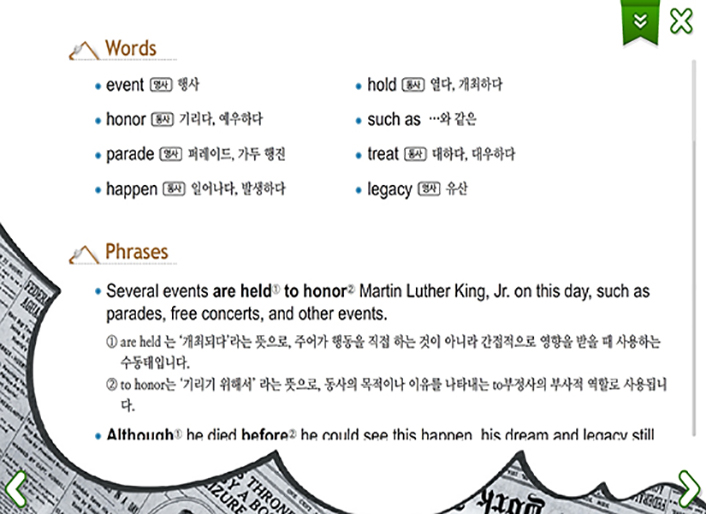 Words
event 명사 행사
hold 동사 열다, 개최하다
honor 동사 기리다, 예우하다
such as …와 같은
parade 명사 퍼레이드, 가두 행진
treat 동사 대하다, 대우하다
happen 동사 일어나다, 발생하다
legacy 명사 유산
Phrases
Several events are held① to honor② Martin Luther King, Jr. on this day, such as
parades, free concerts, and other events.
① are held 는 ‘개최되다’라는 뜻으로, 주어가 행동을 직접 하는 것이 아니라 간접적으로 영향을 받을 때 사용하는
수동태입니다.
② to honor는 ‘기리기 위해서’ 라는 뜻으로, 동사의 목적이나 이유를 나타내는 to부정사의 부사적 역할로 사용됩니
다.
Although① he died before② he could see this happen, his dream and legacy still
THRONE
Y A BO
ZURE
York